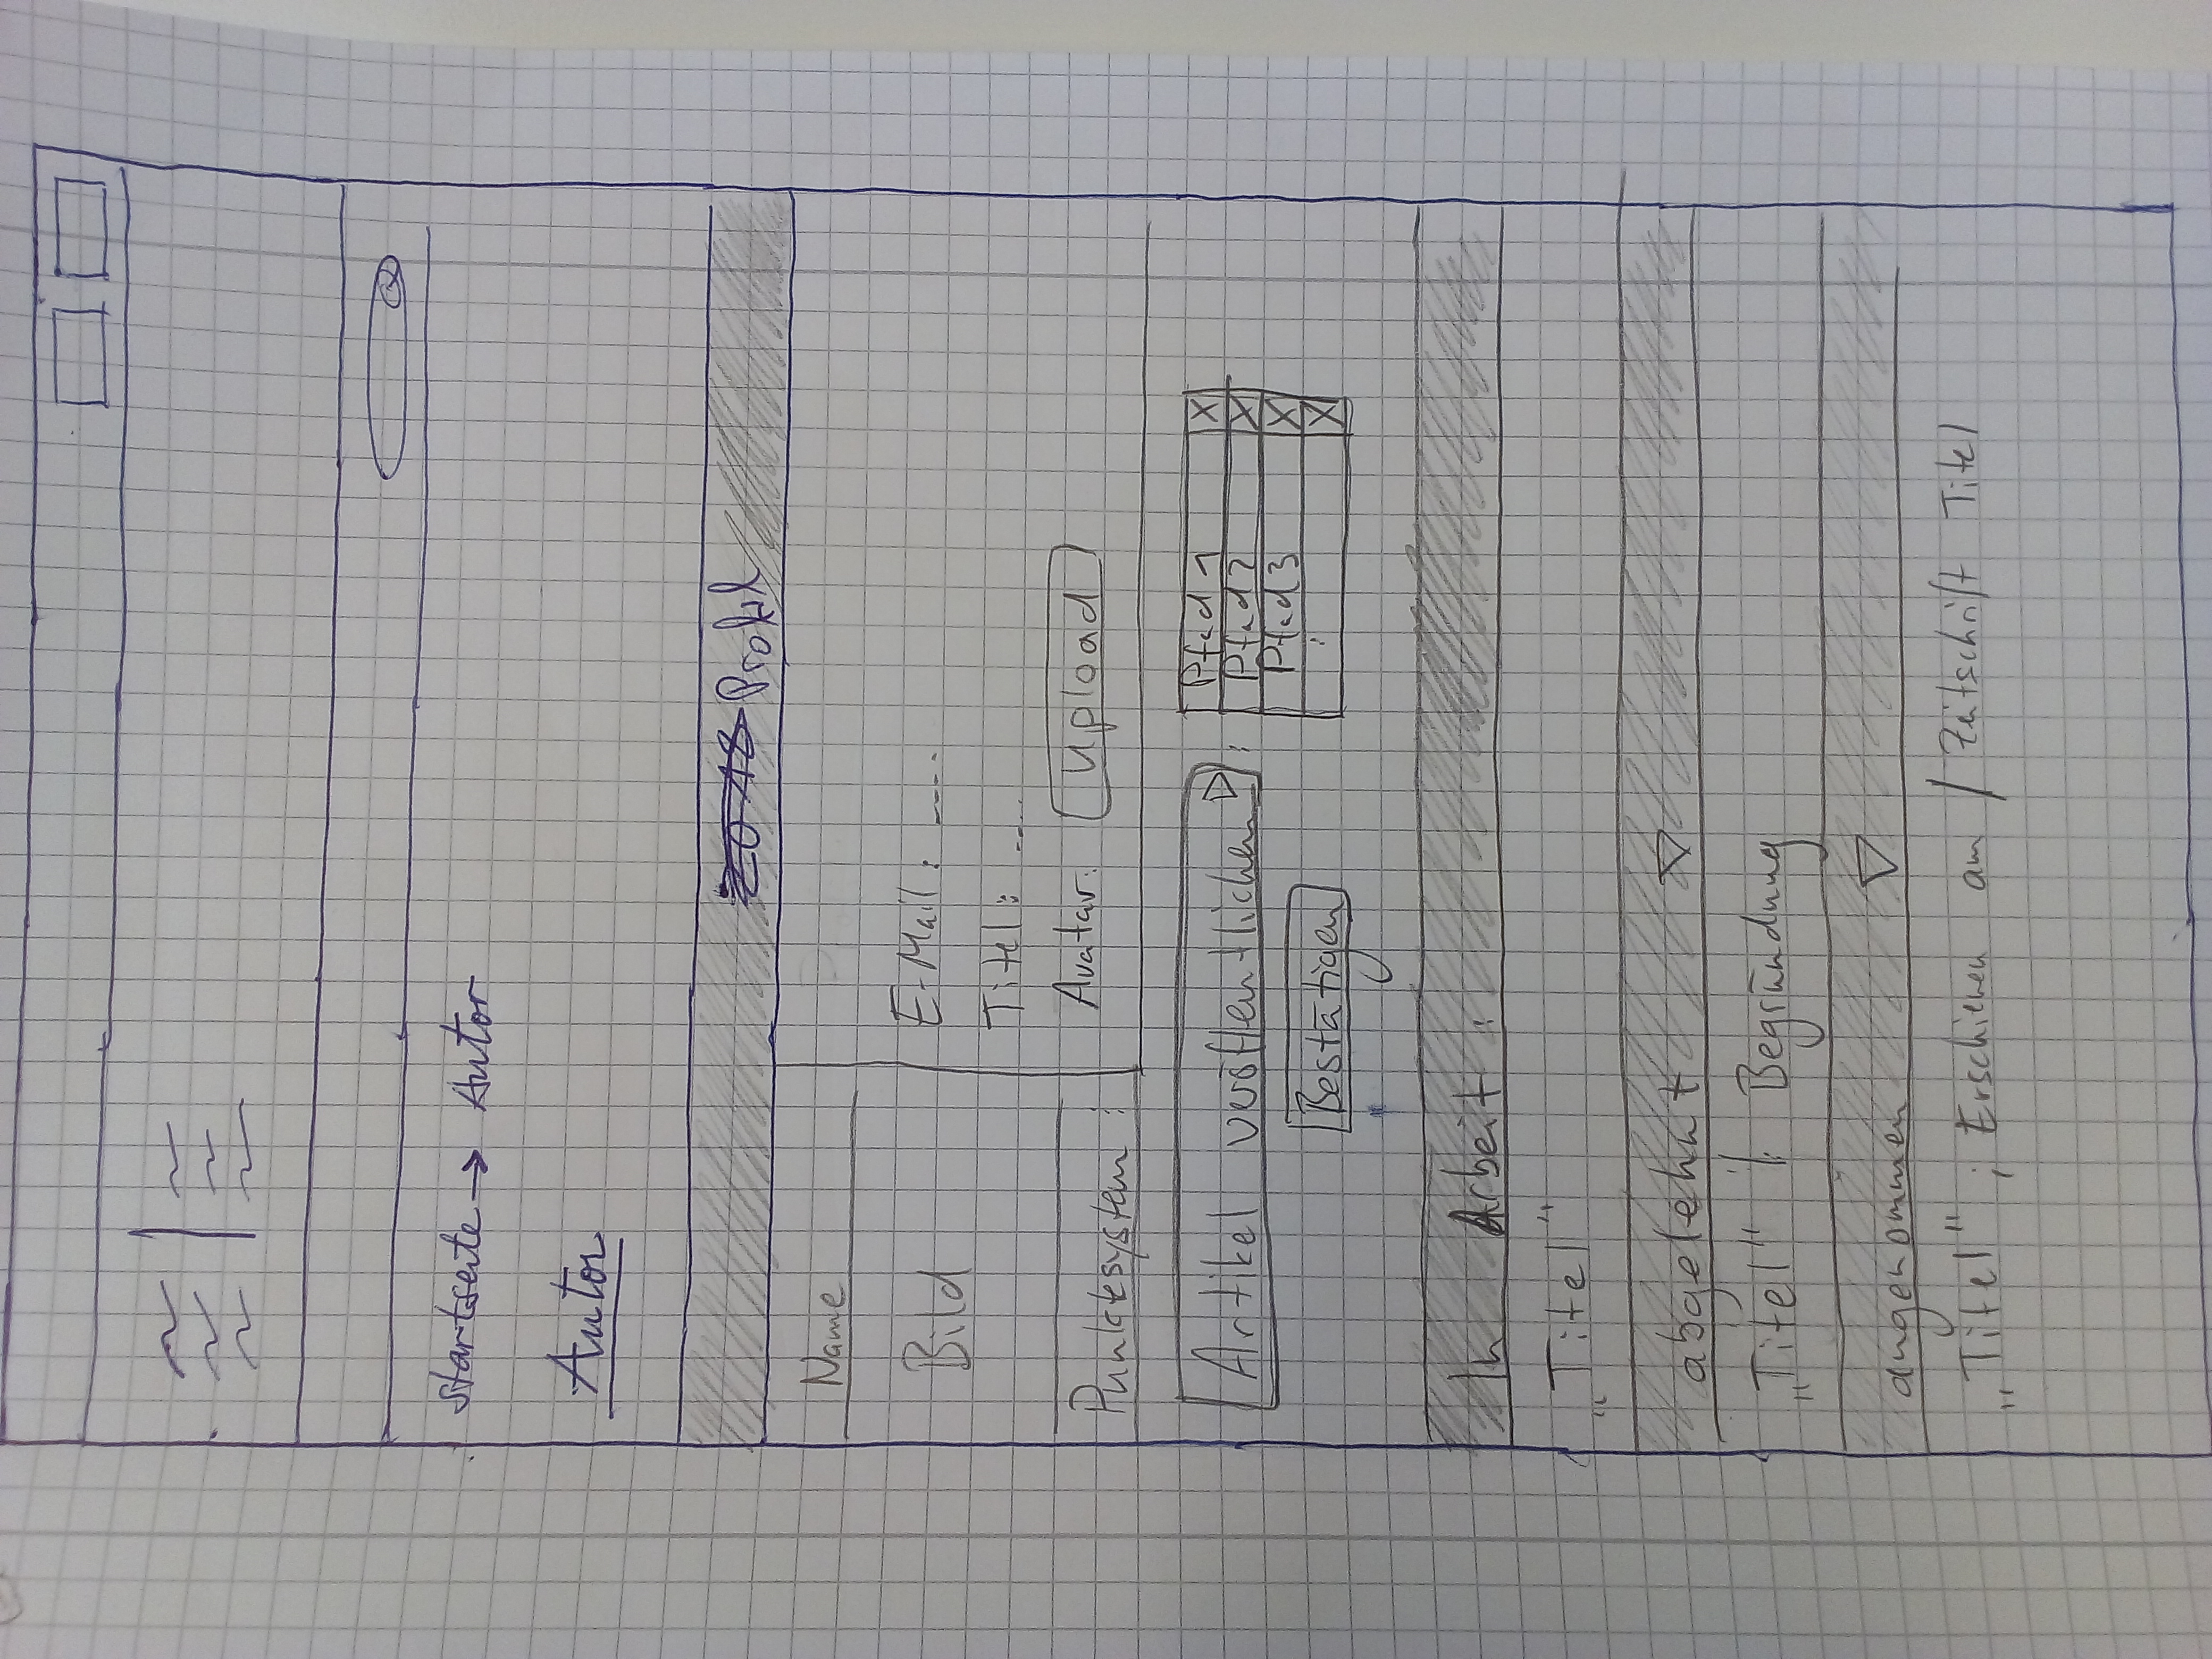 Startseite → Autor
Autor
Profil
Name
Bild
E-Mail: ----
Titel: ----
Avatar: Upload
Punktesystem :
Artikel veröffentlichen ▷ :
Pfad 1 X
Pfad 2 X
Pfad 3 X
: X
Bestätigen
In Arbeit :
„Titel"
abgelehnt ▽
„Titel" : Begründung
angenommen ▽
„Titel" ; Erschienen am / Zeitschrift Titel